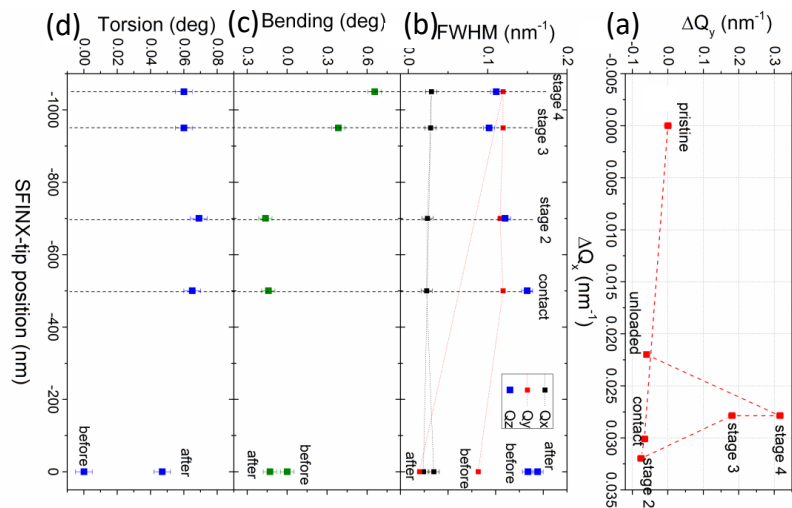 (d)
Torsion (deg)
0.00
0.02
0.04
0.06
0.08
(c)
Bending (deg)
0.0
0.3
0.6
(b)
FWHM (nm⁻¹)
0.0
0.1
0.2
(a)
ΔQy (nm⁻¹)
-0.1
0.0
0.1
0.2
0.3
0.4
-0.005
0.000
0.005
0.010
0.015
0.020
0.025
0.030
0.035
ΔQx (nm⁻¹)
pristine
unloaded
contact
stage 2
stage 3
stage 4
stage 4
stage 3
stage 2
contact
Qx
Qy
Qz
after
before
before
after
before
after
after
before
-1000
-800
-600
-400
-200
0
SFINX-tip position (nm)